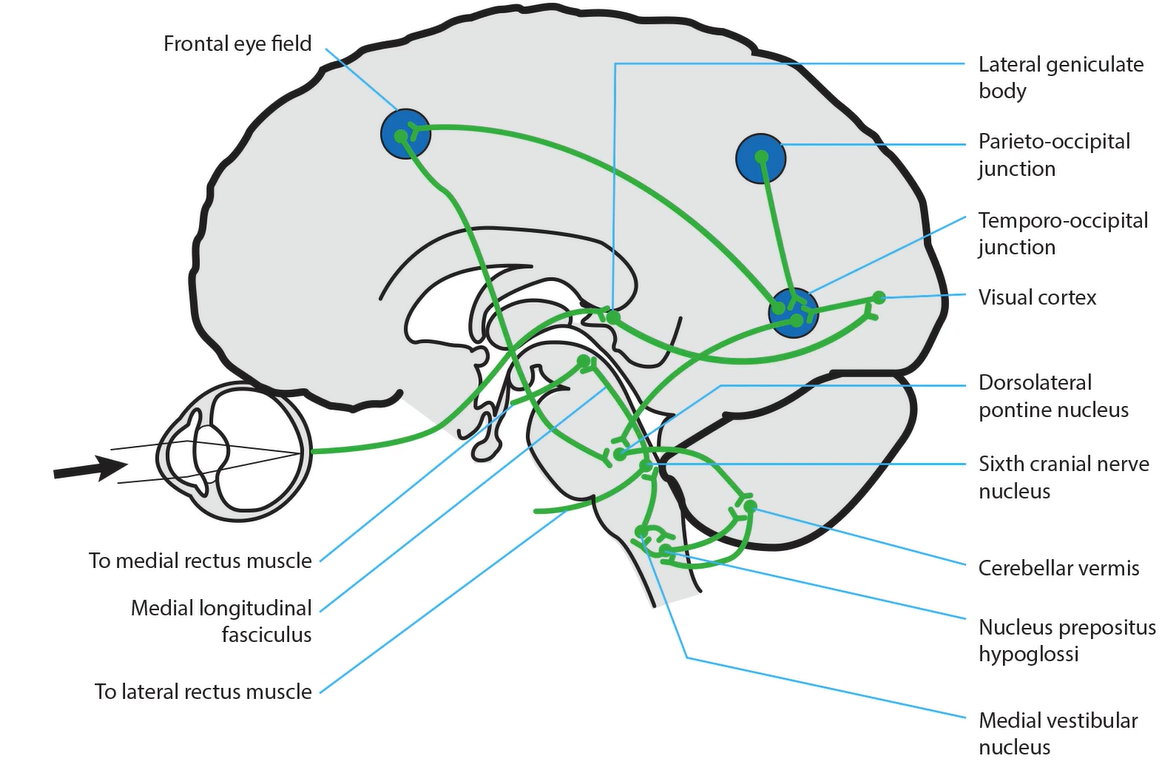 Frontal eye field
Lateral geniculate
body
Parieto-occipital
junction
Temporo-occipital
junction
Visual cortex
Dorsolateral
pontine nucleus
Sixth cranial nerve
nucleus
Cerebellar vermis
Nucleus prepositus
hypoglossi
Medial vestibular
nucleus
To medial rectus muscle
Medial longitudinal
fasciculus
To lateral rectus muscle